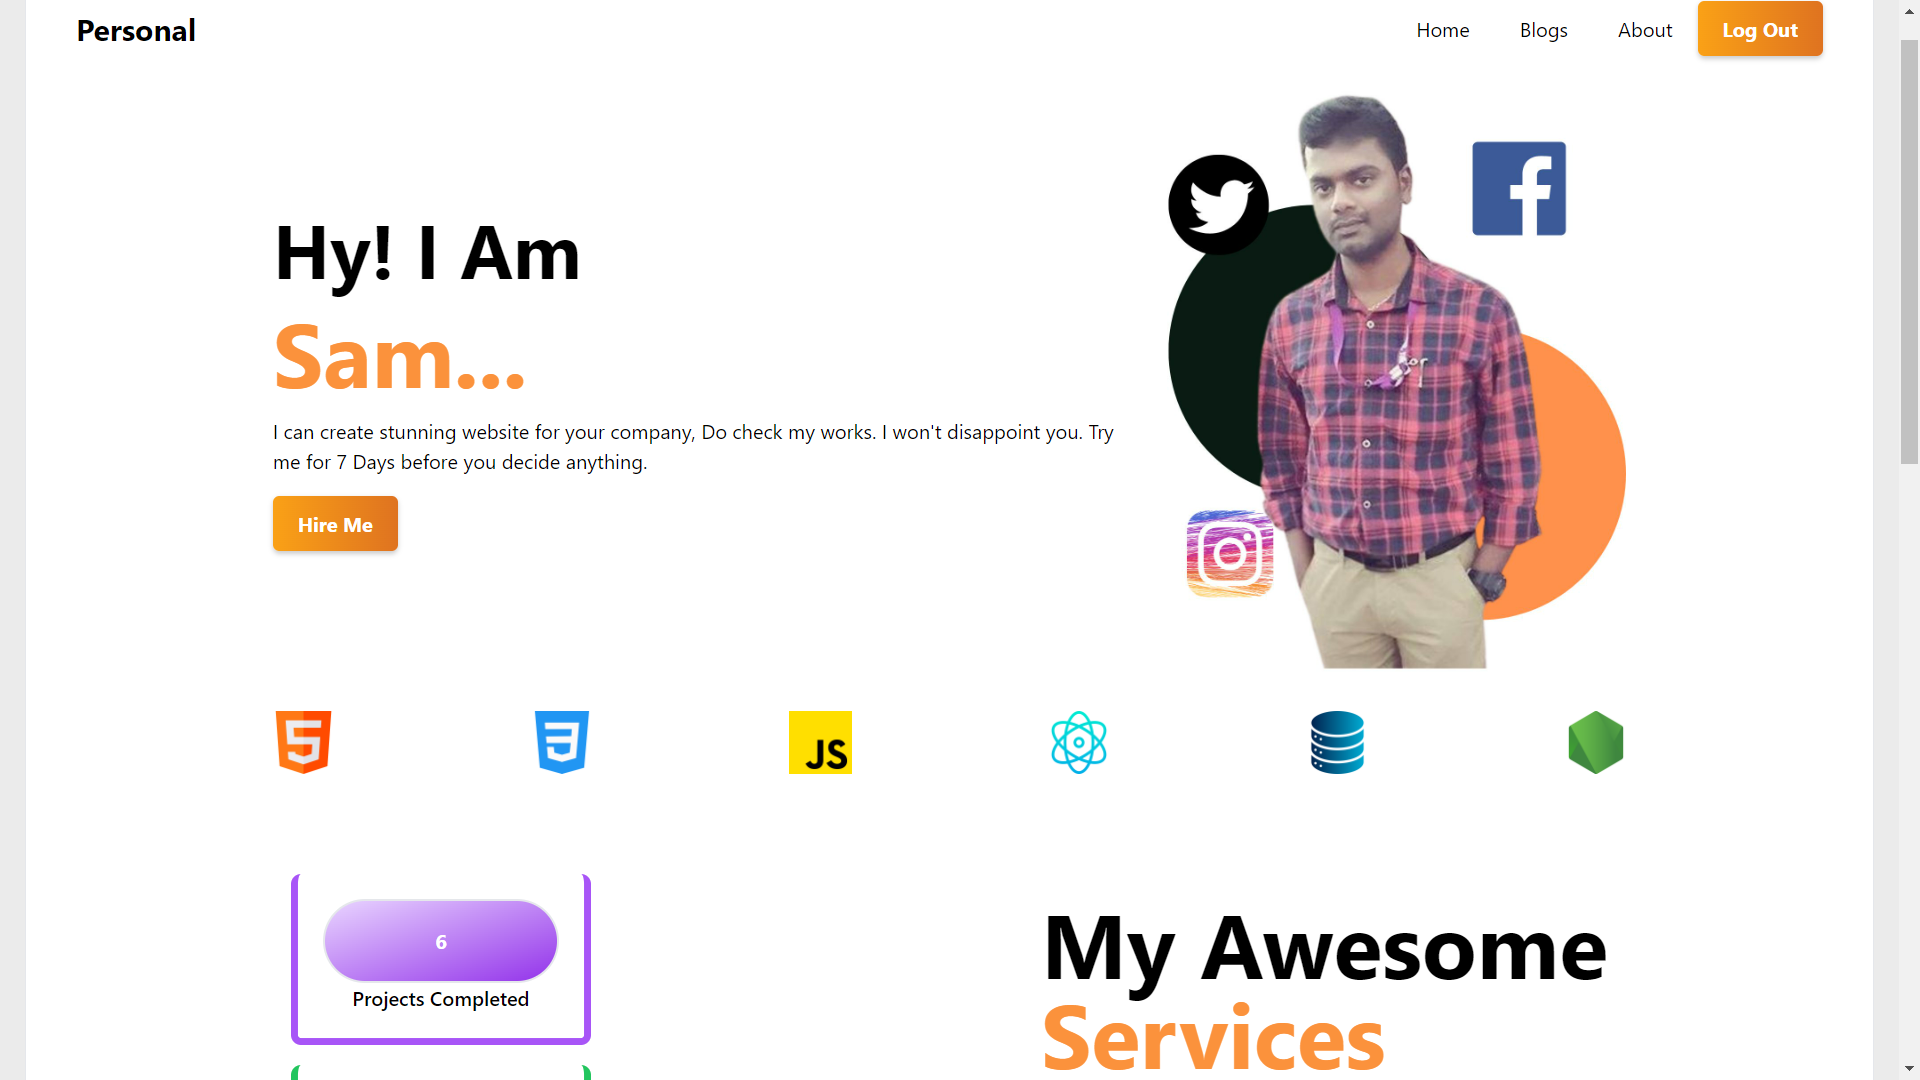 Personal
Home
Blogs
About
Log Out
Hy! I Am
Sam...
I can create stunning website for your company, Do check my works. I won't disappoint you. Try
me for 7 Days before you decide anything.
Hire Me
JS
6
Projects Completed
My Awesome
Services